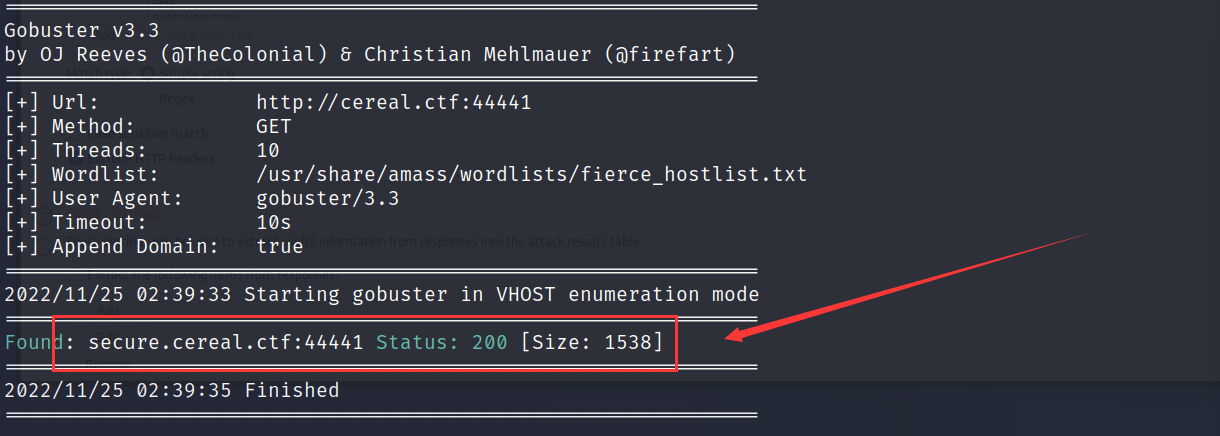 ===============================================================
Gobuster v3.3
by OJ Reeves (@TheColonial) & Christian Mehlmauer (@firefart)
===============================================================
[+] Url:             http://cereal.ctf:44441
[+] Method:          GET
[+] Threads:         10
[+] Wordlist:        /usr/share/amass/wordlists/fierce_hostlist.txt
[+] User Agent:      gobuster/3.3
[+] Timeout:         10s
[+] Append Domain:   true
===============================================================
2022/11/25 02:39:33 Starting gobuster in VHOST enumeration mode
===============================================================
Found: secure.cereal.ctf:44441 Status: 200 [Size: 1538]
===============================================================
2022/11/25 02:39:35 Finished
===============================================================